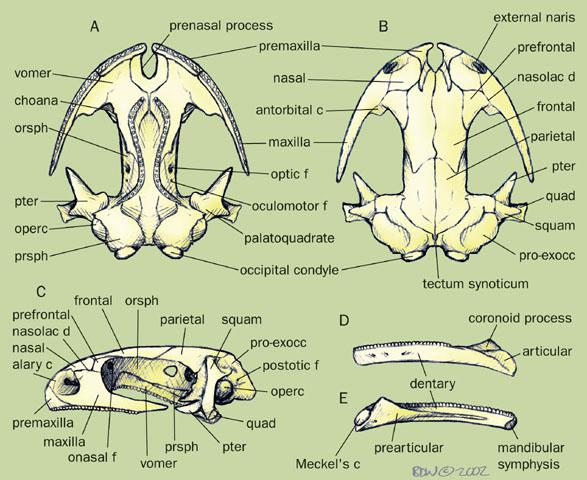 A
prenasal process
premaxilla
vomer
choana
orsph
maxilla
optic f
oculomotor f
pter
operc
prsph
palatoquadrate
occipital condyle
B
external naris
prefrontal
nasal
nasolac d
antorbital c
frontal
parietal
pter
quad
squam
pro-exocc
tectum synoticum
C
frontal
orsph
prefrontal
nasolac d
nasal
alary c
parietal
squam
pro-exocc
postotic f
operc
quad
premaxilla
maxilla
onasal f
vomer
prsph
pter
D
coronoid process
articular
dentary
E
Meckel's c
prearticular
mandibular
symphysis
RDW©2002